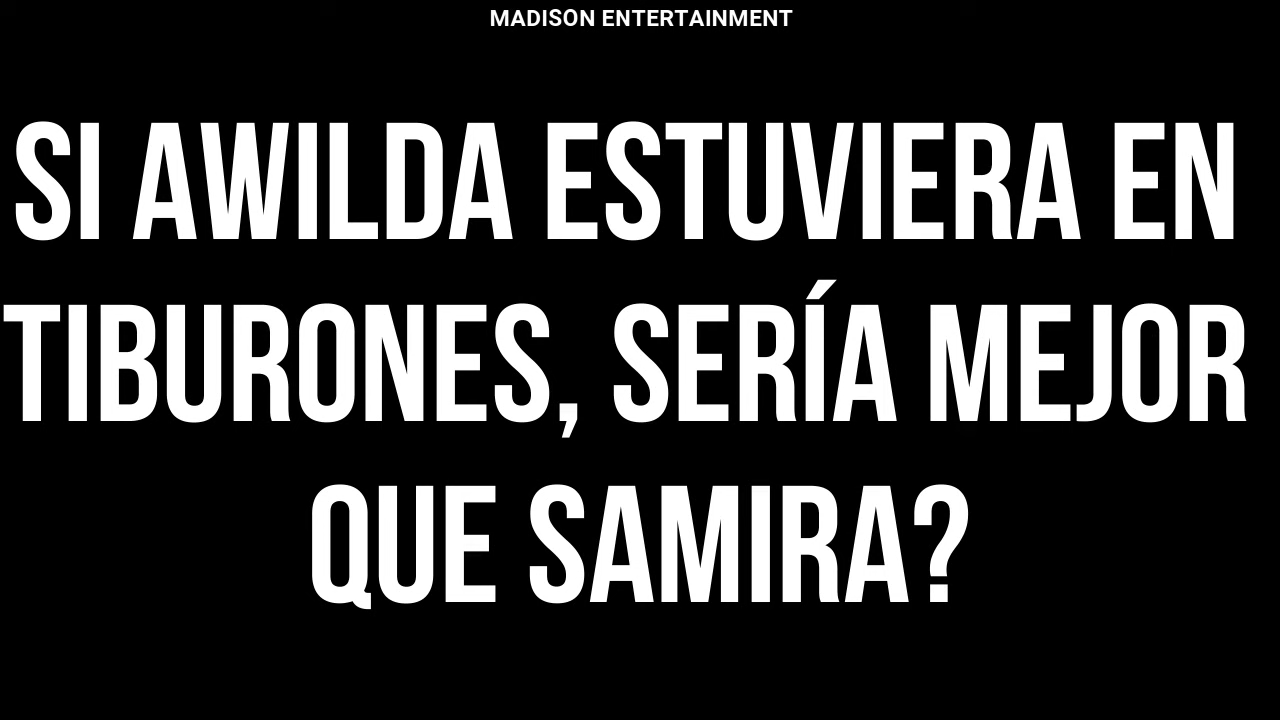 MADISON ENTERTAINMENT
SI AWILDA ESTUVIERA EN
TIBURONES, SERÍA MEJOR
QUE SAMIRA?